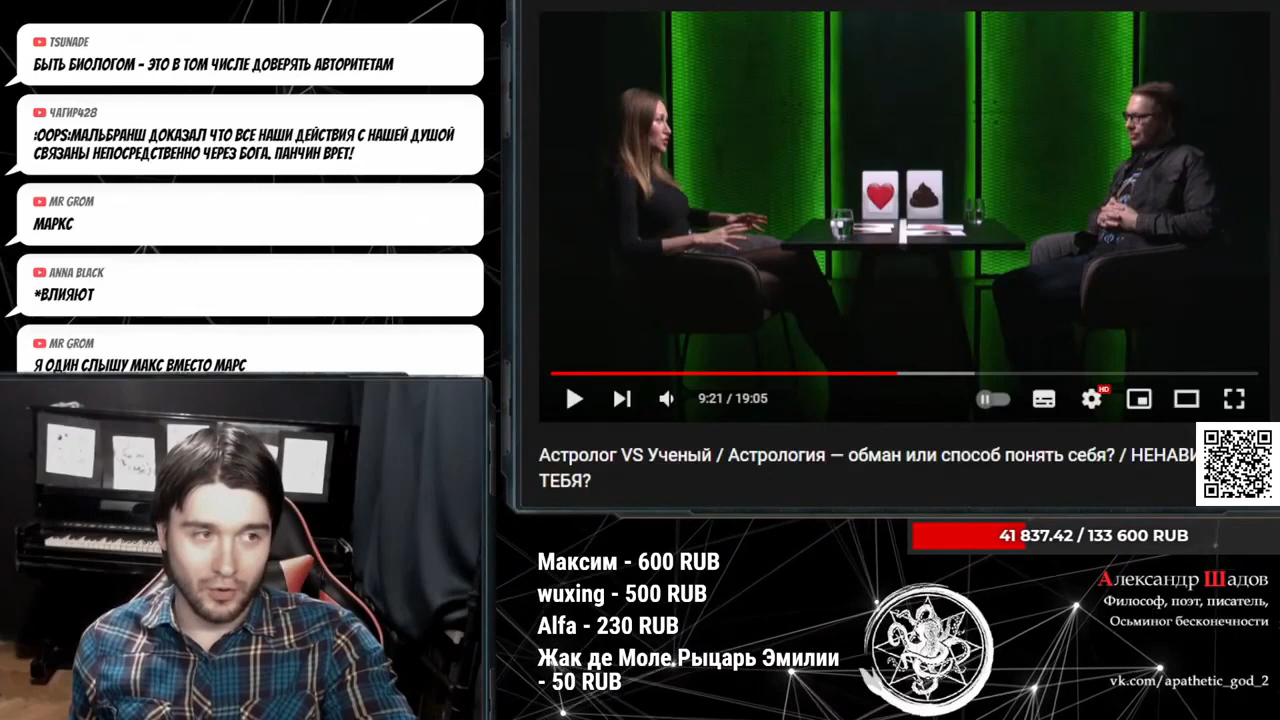 TSUNADE
БЫТЬ БИОЛОГОМ - ЭТО В ТОМ ЧИСЛЕ ДОВЕРЯТЬ АВТОРИТЕТАМ
ЧАГИР428
:OOPS:МАЛЬБРАНШ ДОКАЗАЛ ЧТО ВСЕ НАШИ ДЕЙСТВИЯ С НАШЕЙ ДУШОЙ
СВЯЗАНЫ НЕПОСРЕДСТВЕННО ЧЕРЕЗ БОГА. ПАНЧИН ВРЕТ!
MR GROM
МАРКС
ANNA BLACK
*ВЛИЯЮТ
MR GROM
Я ОДИН СЛЫШУ МАКС ВМЕСТО МАРС
9:21 / 19:05
HD
Астролог VS Ученый / Астрология — обман или способ понять себя? / НЕНАВИ
ТЕБЯ?
41 837.42 / 133 600 RUB
Максим - 600 RUB
wuxing - 500 RUB
Alfa - 230 RUB
Жак де Моле.Рыцарь Эмилии
- 50 RUB
Александр Шадов
Философ, поэт, писатель,
Осьминог бесконечности
vk.com/apathetic_god_2